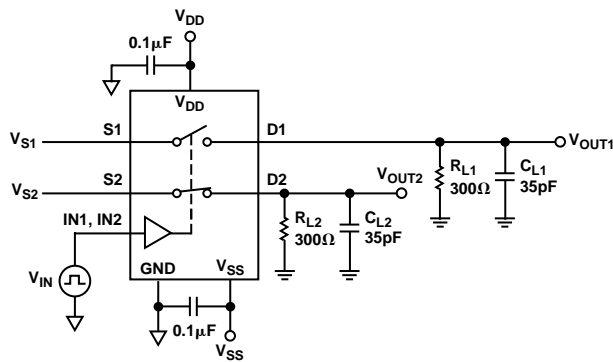 VDD
0.1µF
VDD
VS1
S1
D1
VOUT1
RL1
300Ω
CL1
35pF
VS2
S2
D2
VOUT2
RL2
300Ω
CL2
35pF
IN1, IN2
VIN
GND
VSS
0.1µF
VSS